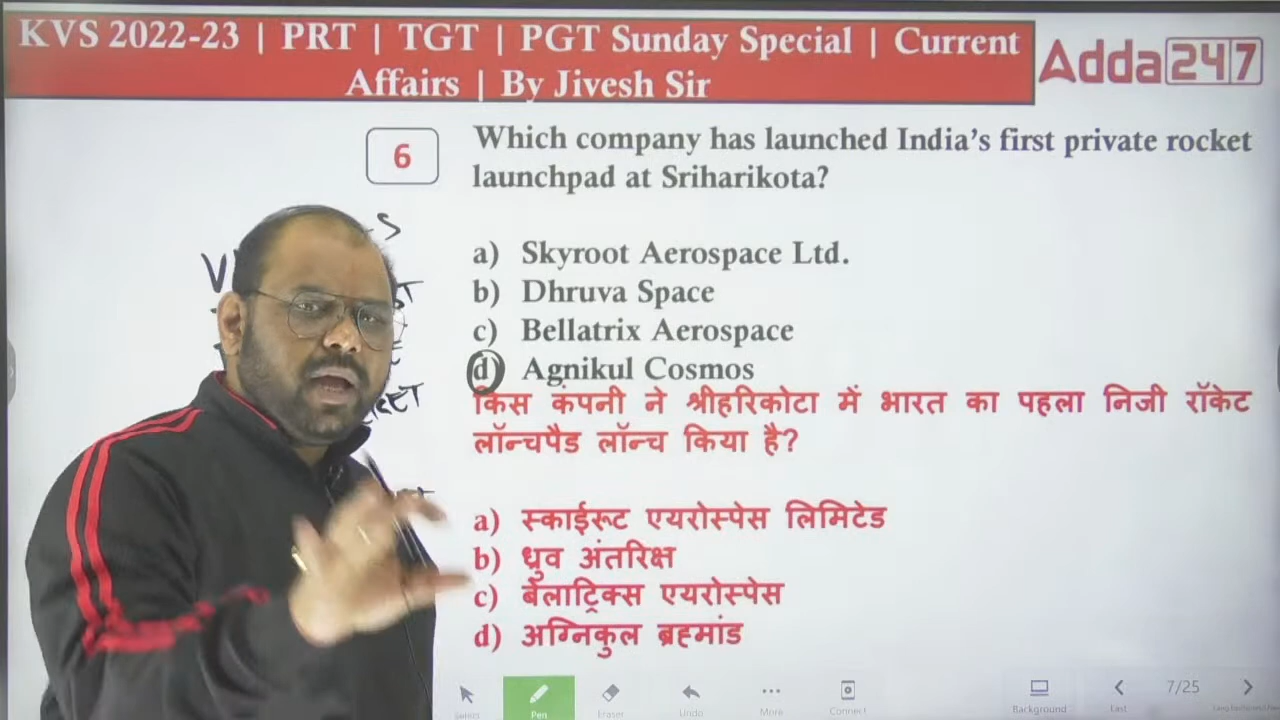 KVS 2022-23 | PRT | TGT | PGT Sunday Special | Current
Affairs | By Jivesh Sir
Adda247
6
Which company has launched India's first private rocket
launchpad at Sriharikota?
a) Skyroot Aerospace Ltd.
b) Dhruva Space
c) Bellatrix Aerospace
d) Agnikul Cosmos
किस कंपनी ने श्रीहरिकोटा में भारत का पहला निजी रॉकेट
लॉन्चपैड लॉन्च किया है?
a) स्काईरूट एयरोस्पेस लिमिटेड
b) ध्रुव अंतरिक्ष
c) बेलाट्रिक्स एयरोस्पेस
d) अग्निकुल ब्रह्मांड
Select Pen Eraser Undo More Connect Background Last 7/25